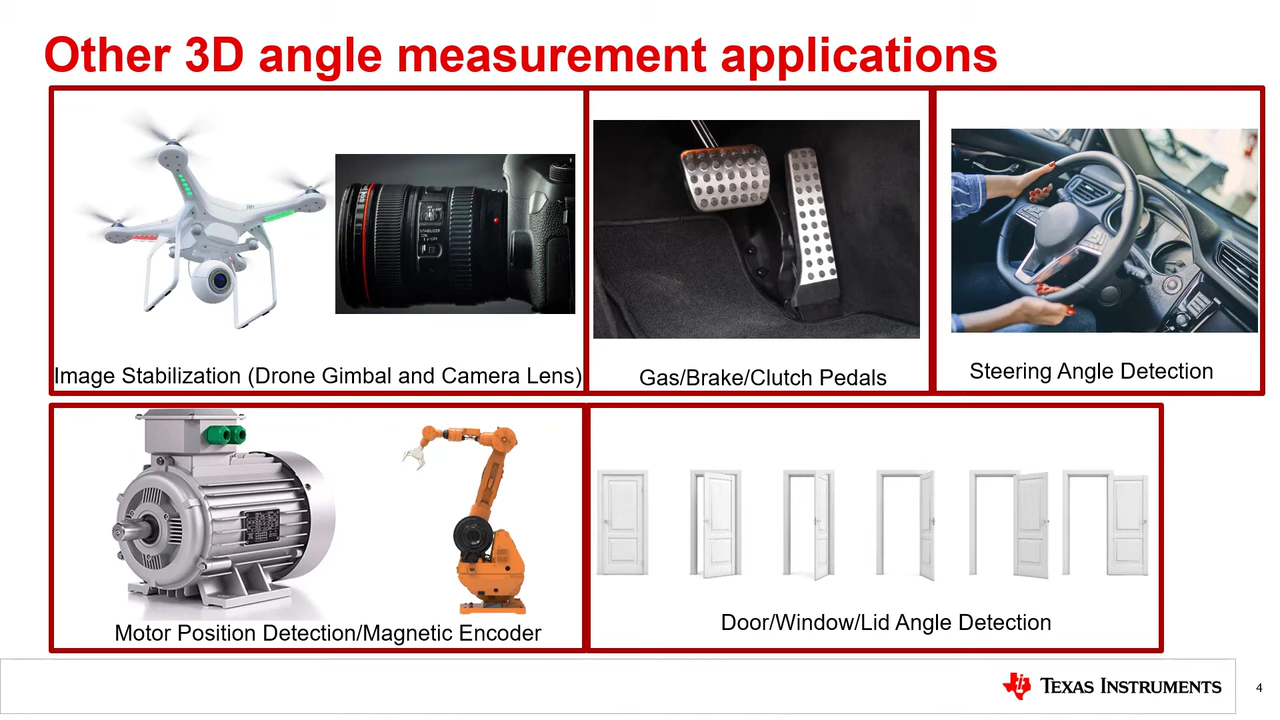 Other 3D angle measurement applications
STABILIZER
Image Stabilization (Drone Gimbal and Camera Lens)
Gas/Brake/Clutch Pedals
Steering Angle Detection
Motor Position Detection/Magnetic Encoder
Door/Window/Lid Angle Detection
TEXAS INSTRUMENTS
4